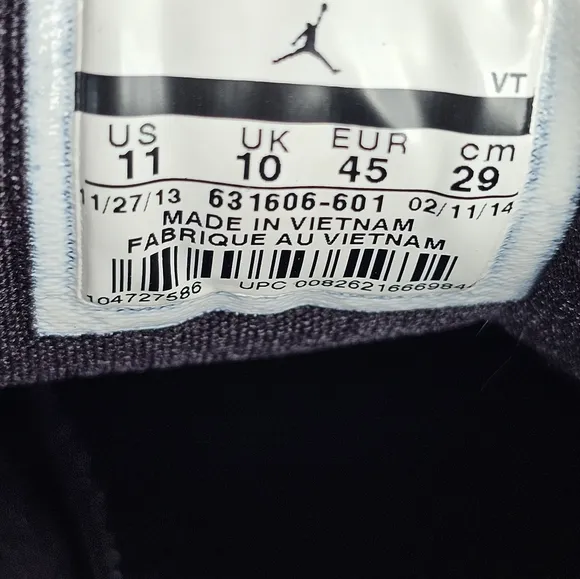 VT
US UK EUR cm
11 10 45 29
11/27/13 631606-601 02/11/14
MADE IN VIETNAM
FABRIQUE AU VIETNAM
104727586 UPC 00826216669844